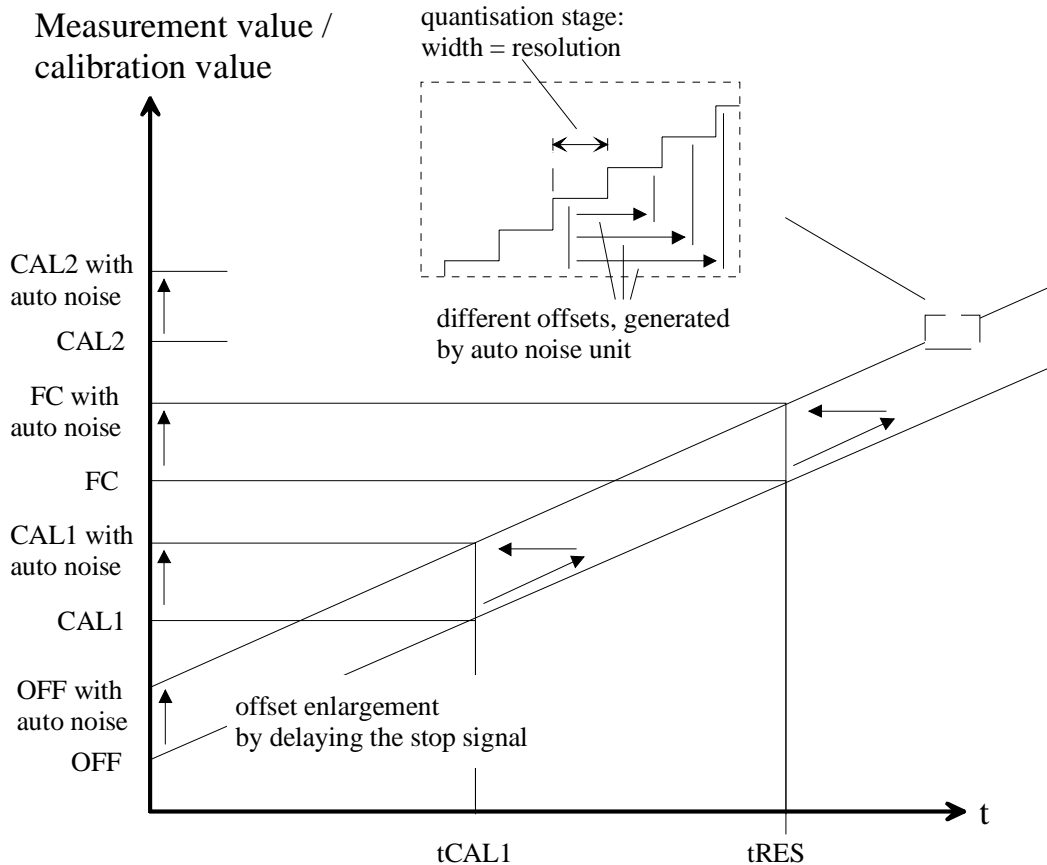 Measurement value /
calibration value
quantisation stage:
width = resolution
different offsets, generated
by auto noise unit
CAL2 with
auto noise
CAL2
FC with
auto noise
FC
CAL1 with
auto noise
CAL1
OFF with
auto noise
OFF
offset enlargement
by delaying the stop signal
t
tCAL1
tRES